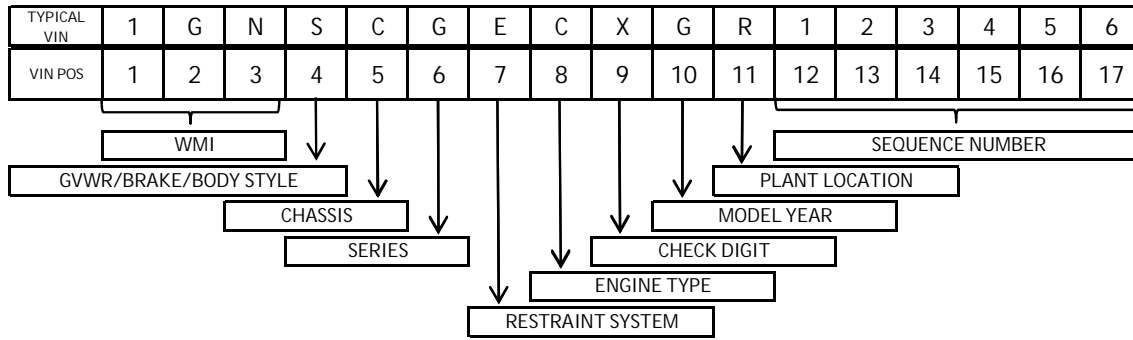 TYPICAL VIN 1 G N S C G E C X G R 1 2 3 4 5 6
VIN POS 1 2 3 4 5 6 7 8 9 10 11 12 13 14 15 16 17
WMI SEQUENCE NUMBER
GVWR/BRAKE/BODY STYLE PLANT LOCATION
CHASSIS MODEL YEAR
SERIES CHECK DIGIT
ENGINE TYPE
RESTRAINT SYSTEM